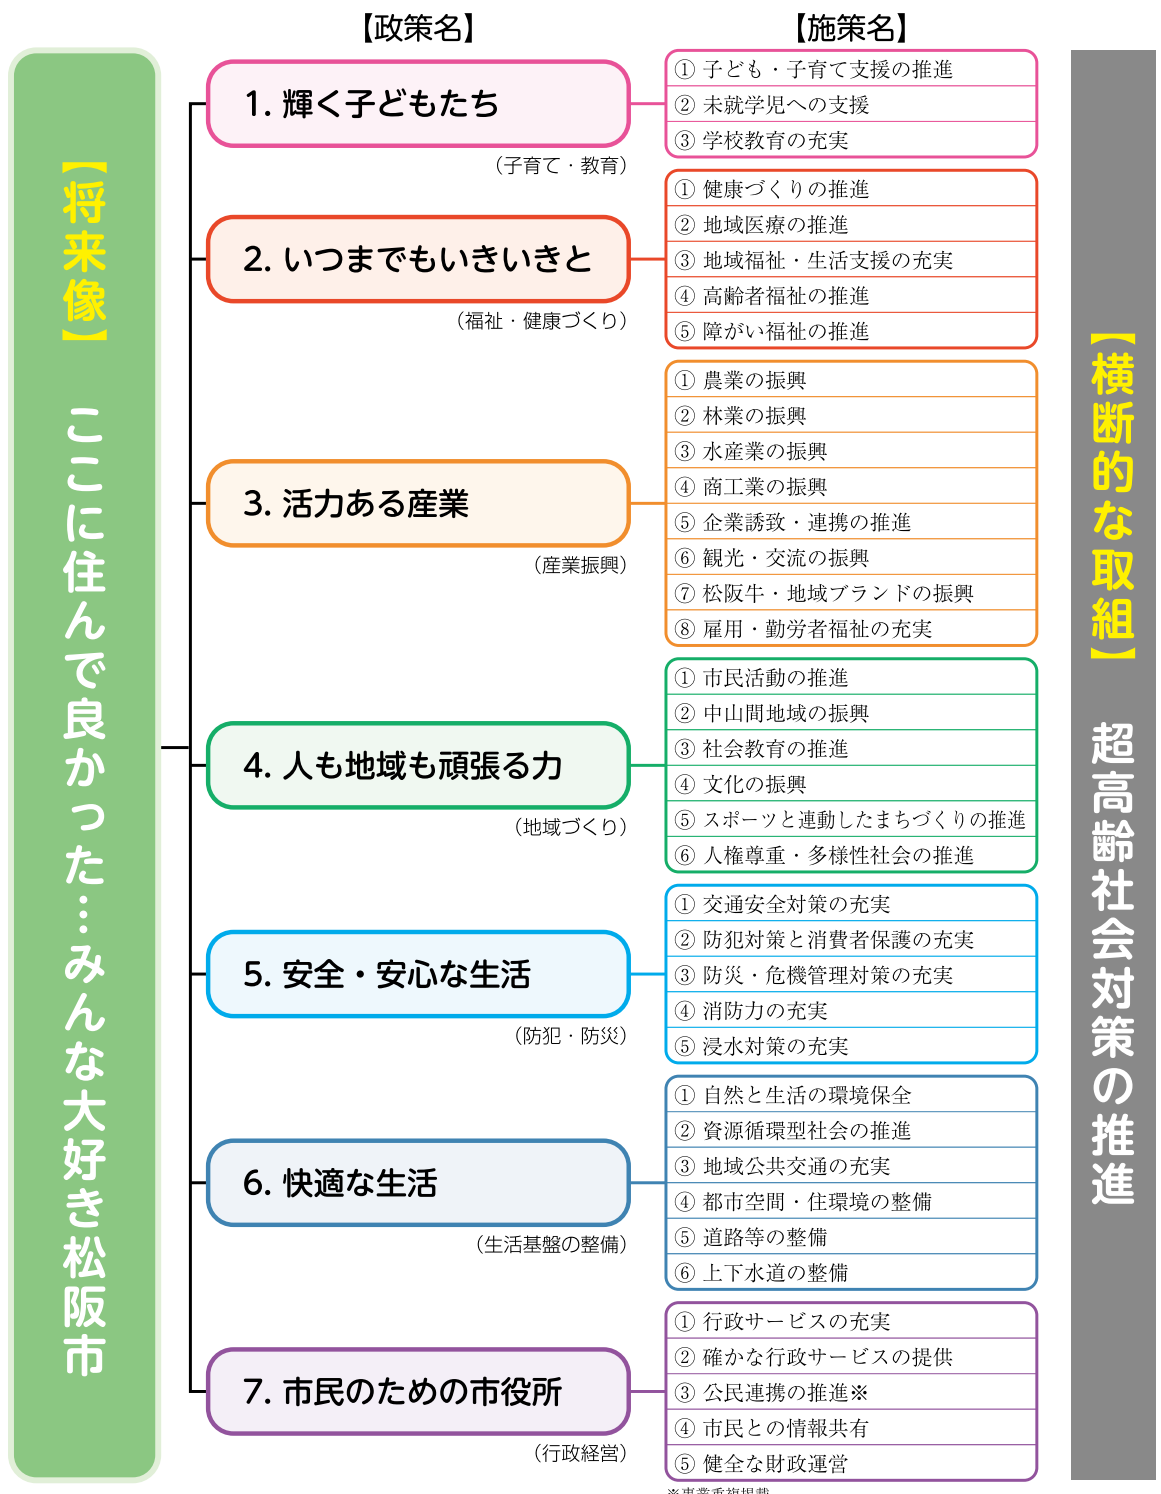 【政策名】
【施策名】
【将来像】 ここに住んで良かった…みんな大好き松阪市
1. 輝く子どもたち
（子育て・教育）
① 子ども・子育て支援の推進
② 未就学児への支援
③ 学校教育の充実
2. いつまでもいきいきと
（福祉・健康づくり）
① 健康づくりの推進
② 地域医療の推進
③ 地域福祉・生活支援の充実
④ 高齢者福祉の推進
⑤ 障がい福祉の推進
3. 活力ある産業
（産業振興）
① 農業の振興
② 林業の振興
③ 水産業の振興
④ 商工業の振興
⑤ 企業誘致・連携の推進
⑥ 観光・交流の振興
⑦ 松阪牛・地域ブランドの振興
⑧ 雇用・勤労者福祉の充実
4. 人も地域も頑張る力
（地域づくり）
① 市民活動の推進
② 中山間地域の振興
③ 社会教育の推進
④ 文化の振興
⑤ スポーツと連動したまちづくりの推進
⑥ 人権尊重・多様性社会の推進
5. 安全・安心な生活
（防犯・防災）
① 交通安全対策の充実
② 防犯対策と消費者保護の充実
③ 防災・危機管理対策の充実
④ 消防力の充実
⑤ 浸水対策の充実
6. 快適な生活
（生活基盤の整備）
① 自然と生活の環境保全
② 資源循環型社会の推進
③ 地域公共交通の充実
④ 都市空間・住環境の整備
⑤ 道路等の整備
⑥ 上下水道の整備
7. 市民のための市役所
（行政経営）
① 行政サービスの充実
② 確かな行政サービスの提供
③ 公民連携の推進※
④ 市民との情報共有
⑤ 健全な財政運営
※事業重複掲載
【横断的な取組】 超高齢社会対策の推進